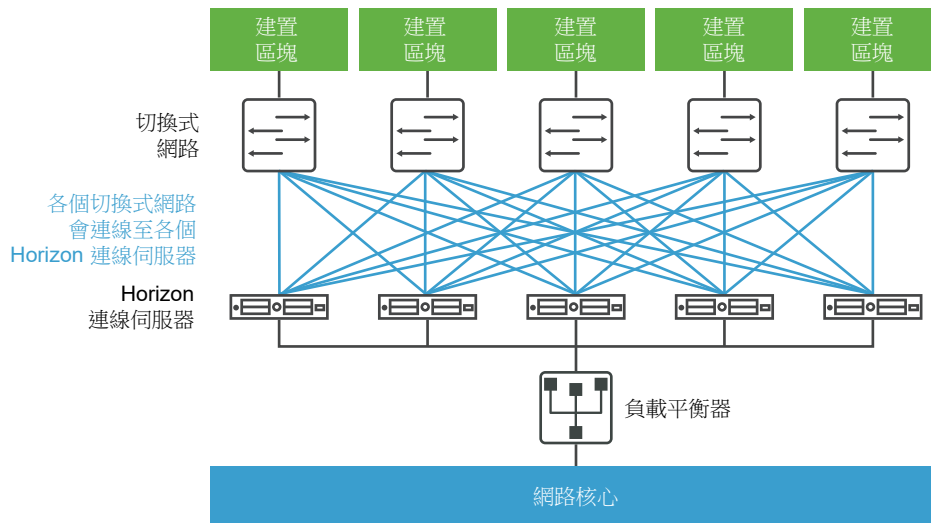 建置
區塊
建置
區塊
建置
區塊
建置
區塊
建置
區塊
切換式
網路
各個切換式網路
會連線至各個
Horizon 連線伺服器
Horizon
連線伺服器
負載平衡器
網路核心